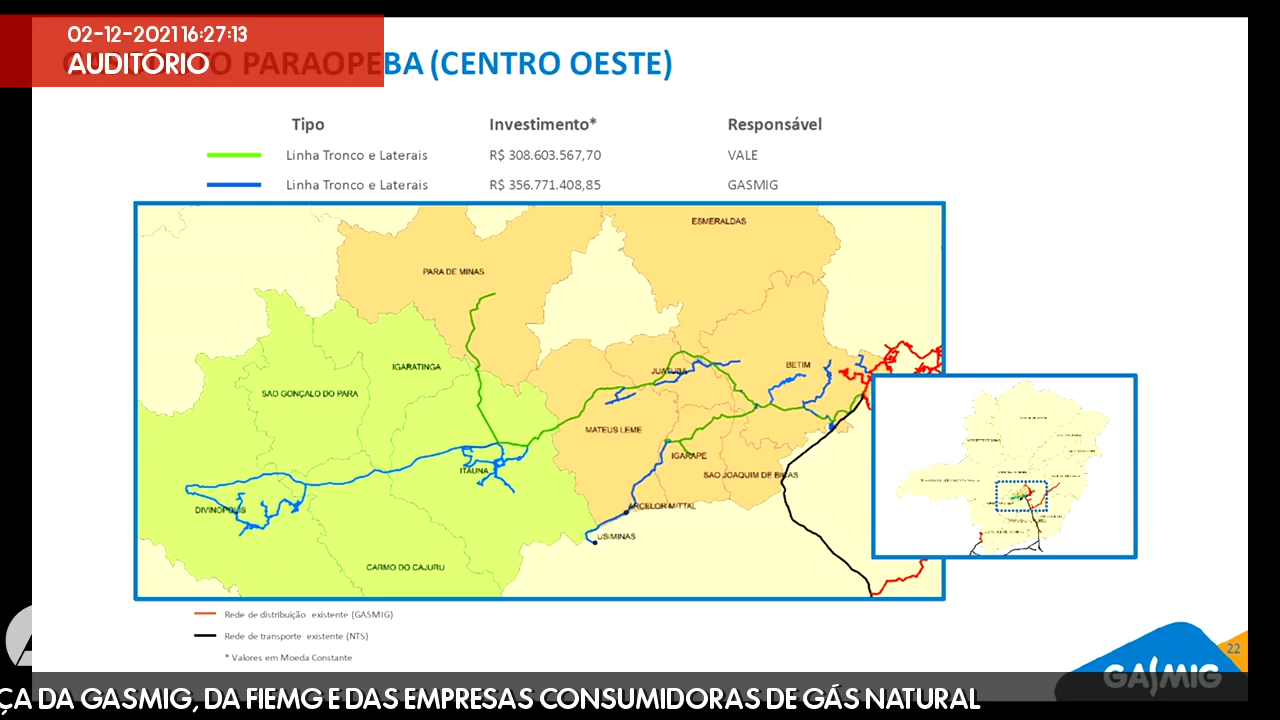 02-12-2021 16:27:13
AUDITÓRIO
PARAOPEBA (CENTRO OESTE)
Tipo Investimento* Responsável
Linha Tronco e Laterais R$ 308.603.567,70 VALE
Linha Tronco e Laterais R$ 356.771.408,85 GASMIG
ESMERALDAS
PARA DE MINAS
IGARATINGA
JUATUBA
BETIM
SAO GONÇALO DO PARA
MATEUS LEME
IGARAPE
ITAUNA
SAO JOAQUIM DE BICAS
DIVINOPOLIS
ARCELOR MITTAL
USIMINAS
CARMO DO CAJURU
Rede de distribuição existente (GASMIG)
Rede de transporte existente (NTS)
* Valores em Moeda Constante
22
GASMIG
ÇA DA GASMIG, DA FIEMG E DAS EMPRESAS CONSUMIDORAS DE GÁS NATURAL